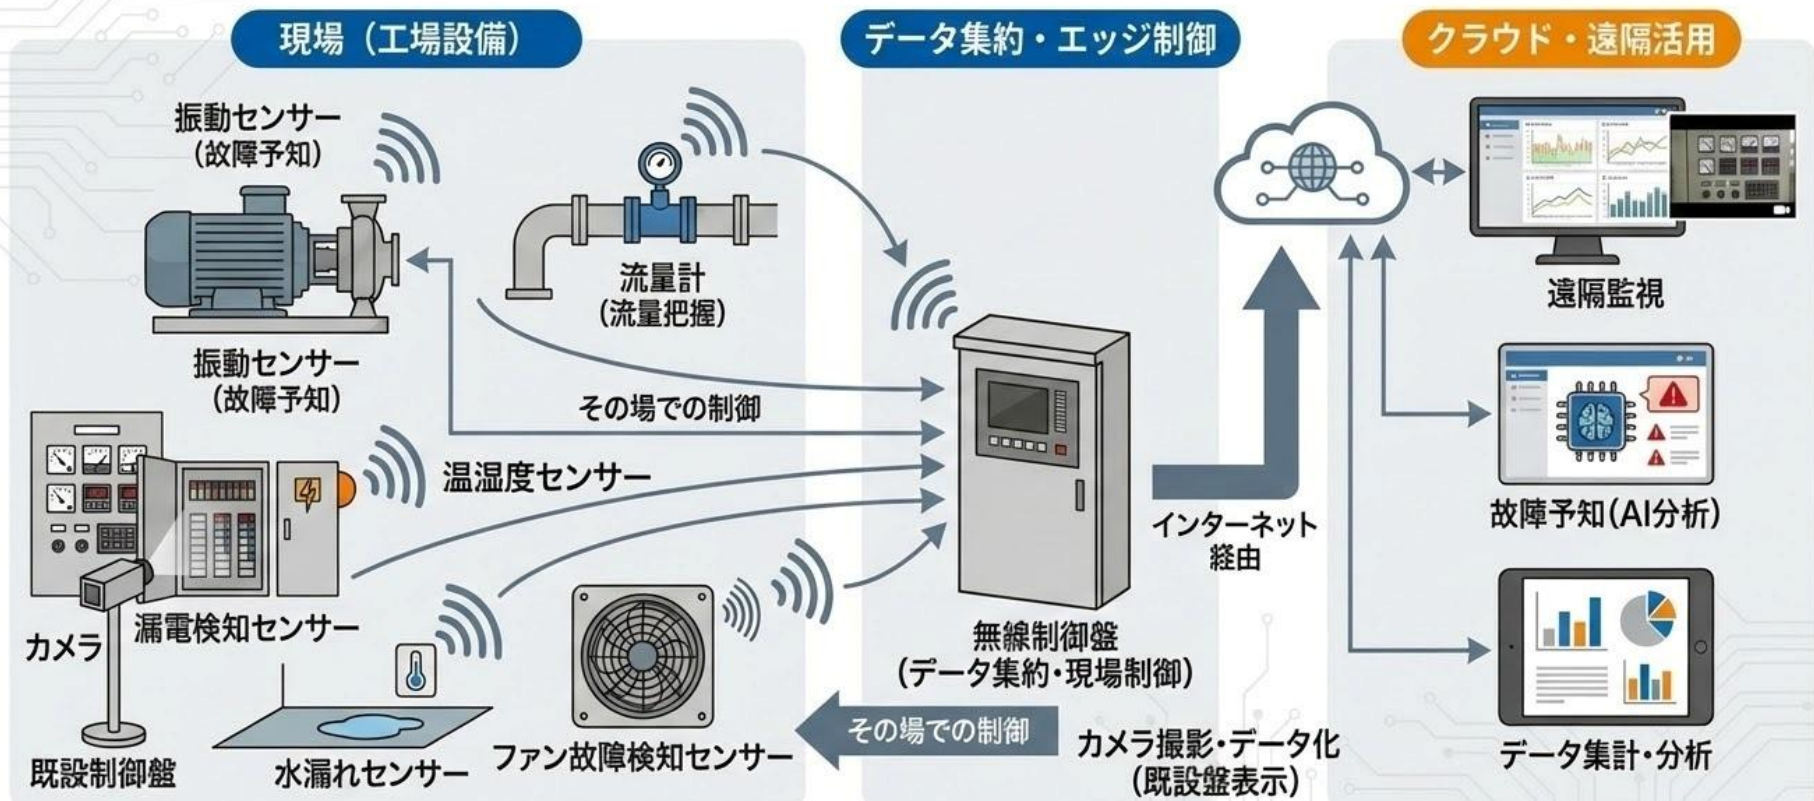 現場（工場設備）
データ集約・エッジ制御
クラウド・遠隔活用
振動センサー
（故障予知）
流量計
（流量把握）
振動センサー
（故障予知）
その場での制御
温湿度センサー
カメラ
漏電検知センサー
既設制御盤
水漏れセンサー
ファン故障検知センサー
無線制御盤
（データ集約・現場制御）
その場での制御
カメラ撮影・データ化
（既設盤表示）
インターネット
経由
遠隔監視
故障予知(AI分析)
データ集計・分析